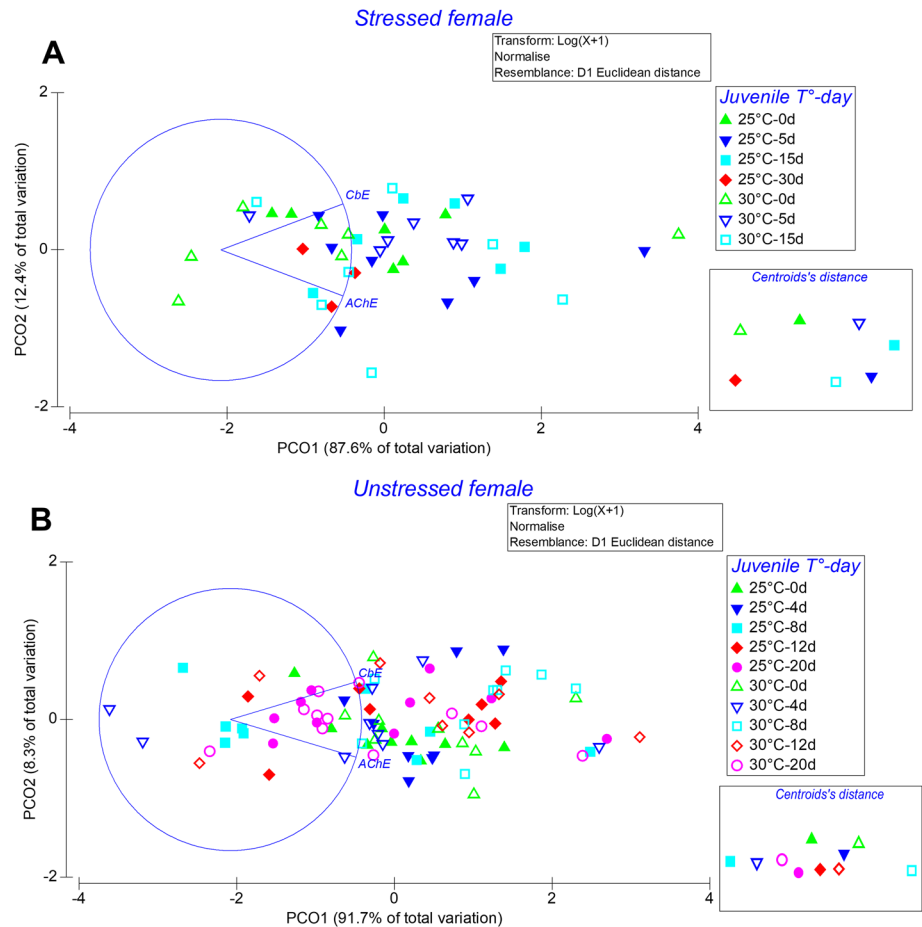 Stressed female
A
Transform: Log(X+1)
Normalise
Resemblance: D1 Euclidean distance
Juvenile T°-day
25°C-0d
25°C-5d
25°C-15d
25°C-30d
30°C-0d
30°C-5d
30°C-15d
Centroids's distance
CbE
AChE
PCO2 (12.4% of total variation)
2
0
-2
-4
-2
0
2
4
PCO1 (87.6% of total variation)
Unstressed female
B
Transform: Log(X+1)
Normalise
Resemblance: D1 Euclidean distance
Juvenile T°-day
25°C-0d
25°C-4d
25°C-8d
25°C-12d
25°C-20d
30°C-0d
30°C-4d
30°C-8d
30°C-12d
30°C-20d
Centroids's distance
CbE
AChE
PCO2 (8.3% of total variation)
2
0
-2
-4
-2
0
2
4
PCO1 (91.7% of total variation)